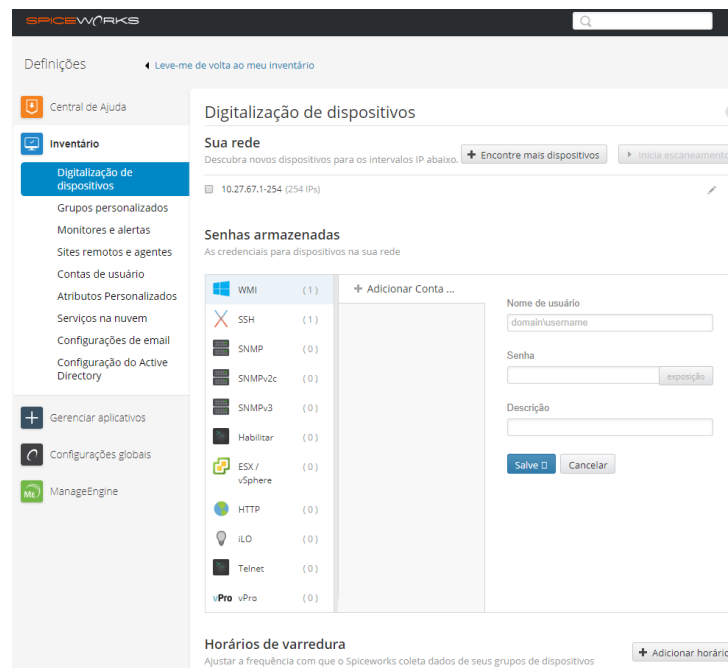 SPICEWORKS
Definições
Leve-me de volta ao meu inventário
Central de Ajuda
Inventário
Digitalização de
dispositivos
Grupos personalizados
Monitores e alertas
Sites remotos e agentes
Contas de usuário
Atributos Personalizados
Serviços na nuvem
Configurações de email
Configuração do Active
Directory
Gerenciar aplicativos
Configurações globais
ME
ManageEngine
Digitalização de dispositivos
Sua rede
Descubra novos dispositivos para os intervalos IP abaixo.
Encontre mais dispositivos
Inicia escaneamento
10.27.67.1-254 (254 IPs)
Senhas armazenadas
As credenciais para dispositivos na sua rede
WMI (1)
SSH (1)
SNMP (0)
SNMPv2c (0)
SNMPv3 (0)
Habilitar (0)
ESX / (0)
vSphere
HTTP (0)
iLO (0)
Telnet (0)
vPro vPro (0)
+ Adicionar Conta ...
Nome de usuário
domain\username
Senha
exposição
Descrição
Salve
Cancelar
Horários de varredura
Ajustar a frequência com que o Spiceworks coleta dados de seus grupos de dispositivos
+ Adicionar horário